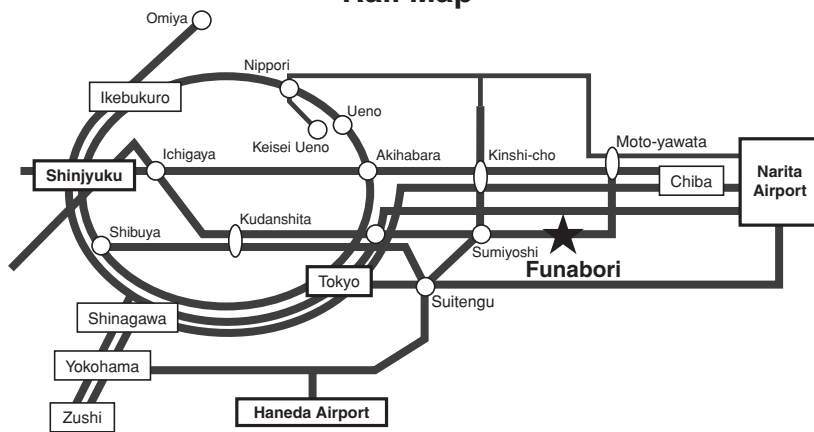 Rail Map
Omiya
Nippori
Ikebukuro
Ueno
Keisei Ueno
Moto-yawata
Ichigaya
Akihabara
Kinshi-cho
Shinjyuku
Chiba
Narita
Airport
Kudanshita
Shibuya
Sumiyoshi
Funabori
Tokyo
Suitengu
Shinagawa
Yokohama
Haneda Airport
Zushi